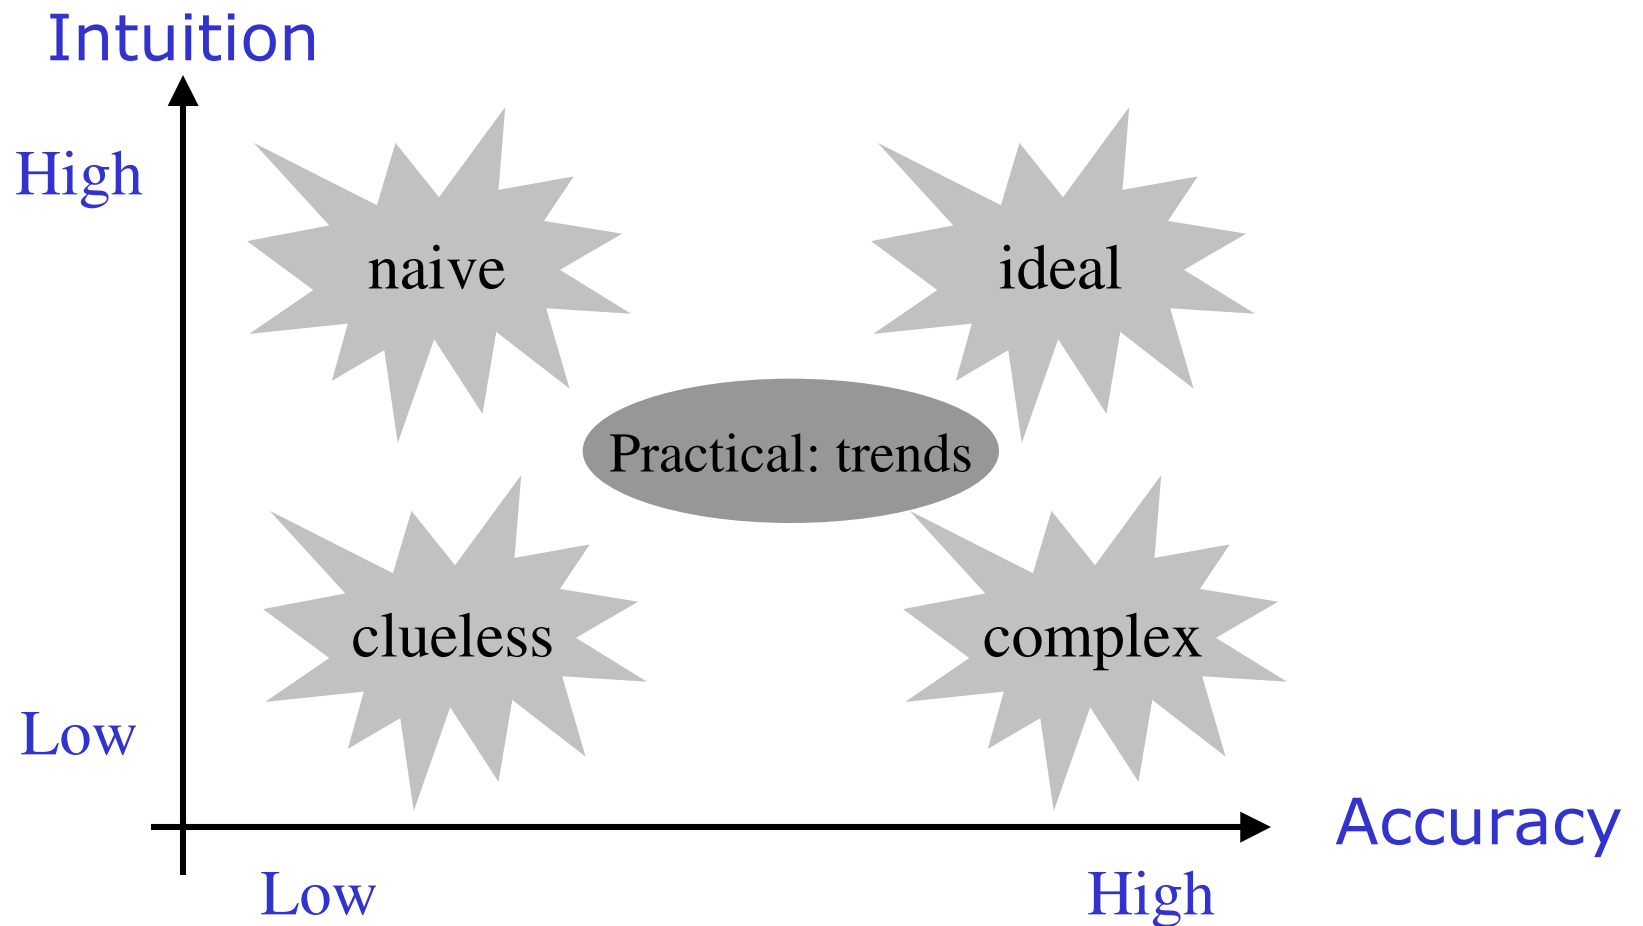 Intuition
High
naive
ideal
Practical: trends
clueless
complex
Low
Accuracy
Low
High